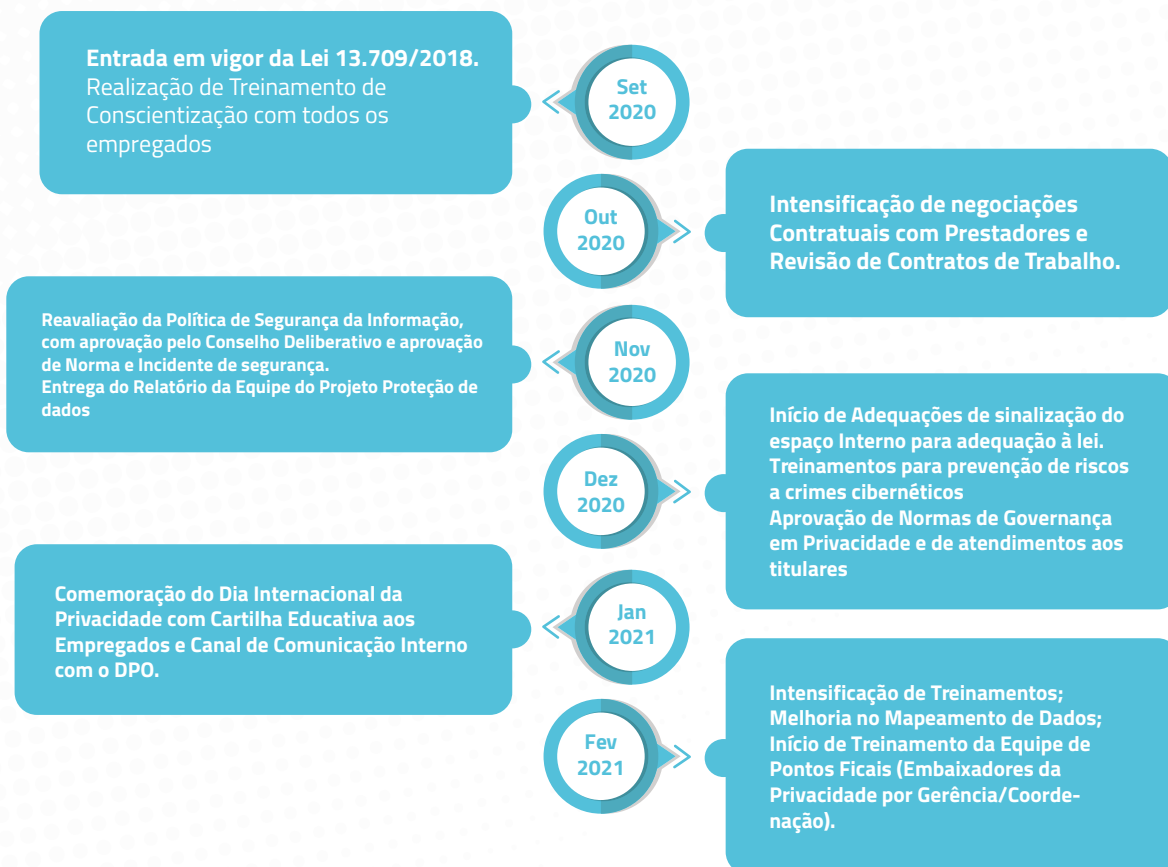 Entrada em vigor da Lei 13.709/2018.
Realização de Treinamento de
Conscientização com todos os
empregados
Set
2020
Out
2020
Intensificação de negociações
Contratuais com Prestadores e
Revisão de Contratos de Trabalho.
Reavaliação da Política de Segurança da Informação,
com aprovação pelo Conselho Deliberativo e aprovação
de Norma e Incidente de segurança.
Entrega do Relatório da Equipe do Projeto Proteção de
dados
Nov
2020
Dez
2020
Início de Adequações de sinalização do
espaço Interno para adequação à lei.
Treinamentos para prevenção de riscos
a crimes cibernéticos
Aprovação de Normas de Governança
em Privacidade e de atendimentos aos
titulares
Comemoração do Dia Internacional da
Privacidade com Cartilha Educativa aos
Empregados e Canal de Comunicação Interno
com o DPO.
Jan
2021
Fev
2021
Intensificação de Treinamentos;
Melhoria no Mapeamento de Dados;
Início de Treinamento da Equipe de
Pontos Ficais (Embaixadores da
Privacidade por Gerência/Coorde-
nação).